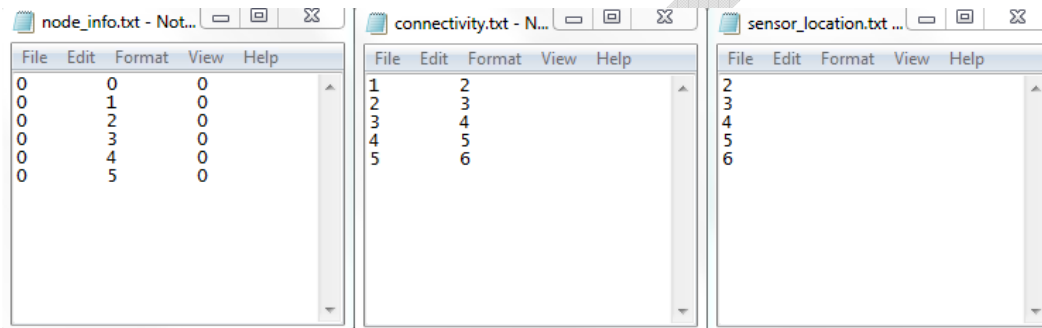 node_info.txt - Not...
File Edit Format View Help
0 0 0
0 1 0
0 2 0
0 3 0
0 4 0
0 5 0
connectivity.txt - N...
File Edit Format View Help
1 2
2 3
3 4
4 5
5 6
sensor_location.txt ...
File Edit Format View Help
2
3
4
5
6